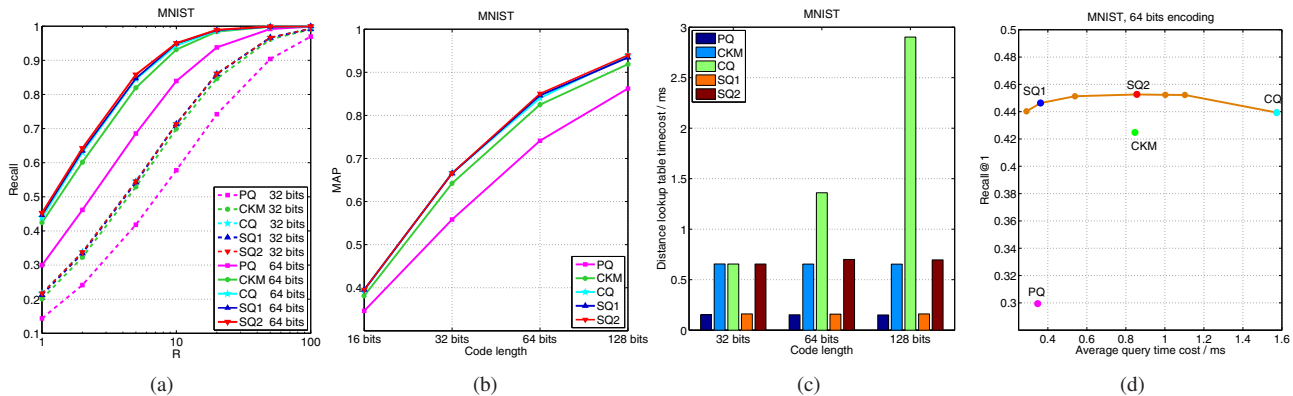 MNIST
1
0.9
0.8
0.7
0.6
0.5
0.4
0.3
0.2
0.1
Recall
1
10
100
R
PQ 32 bits
CKM 32 bits
CQ 32 bits
SQ1 32 bits
SQ2 32 bits
PQ 64 bits
CKM 64 bits
CQ 64 bits
SQ1 64 bits
SQ2 64 bits
(a)
MNIST
1
0.9
0.8
0.7
0.6
0.5
0.4
MAP
16 bits
32 bits
64 bits
128 bits
Code length
PQ
CKM
CQ
SQ1
SQ2
(b)
MNIST
3
2.5
2
1.5
1
0.5
0
Distance lookup table timecost / ms
PQ
CKM
CQ
SQ1
SQ2
32 bits
64 bits
128 bits
Code length
(c)
MNIST, 64 bits encoding
0.5
0.48
0.46
0.44
0.42
0.4
0.38
0.36
0.34
0.32
0.3
Recall@1
SQ1
SQ2
CQ
CKM
PQ
0.4
0.6
0.8
1
1.2
1.4
1.6
Average query time cost / ms
(d)